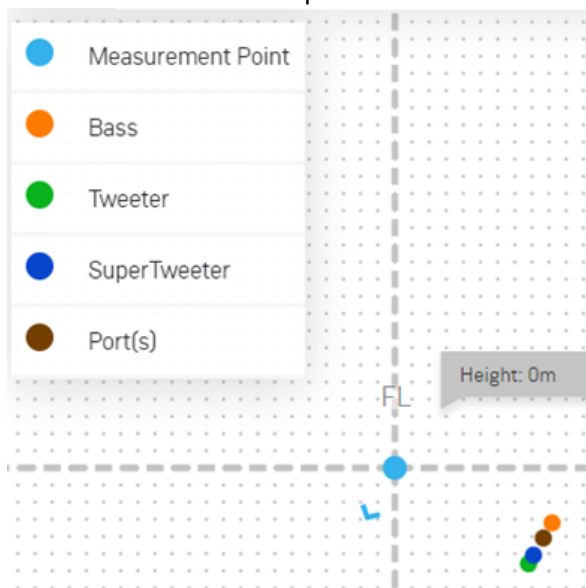 Measurement Point
Bass
Tweeter
SuperTweeter
Port(s)
Height: 0m
FL